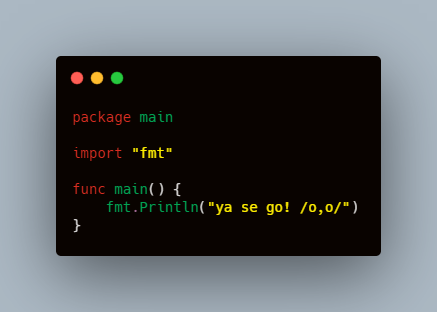 package main
import "fmt"
func main() {
    fmt.Println("ya se go! /o,o/")
}